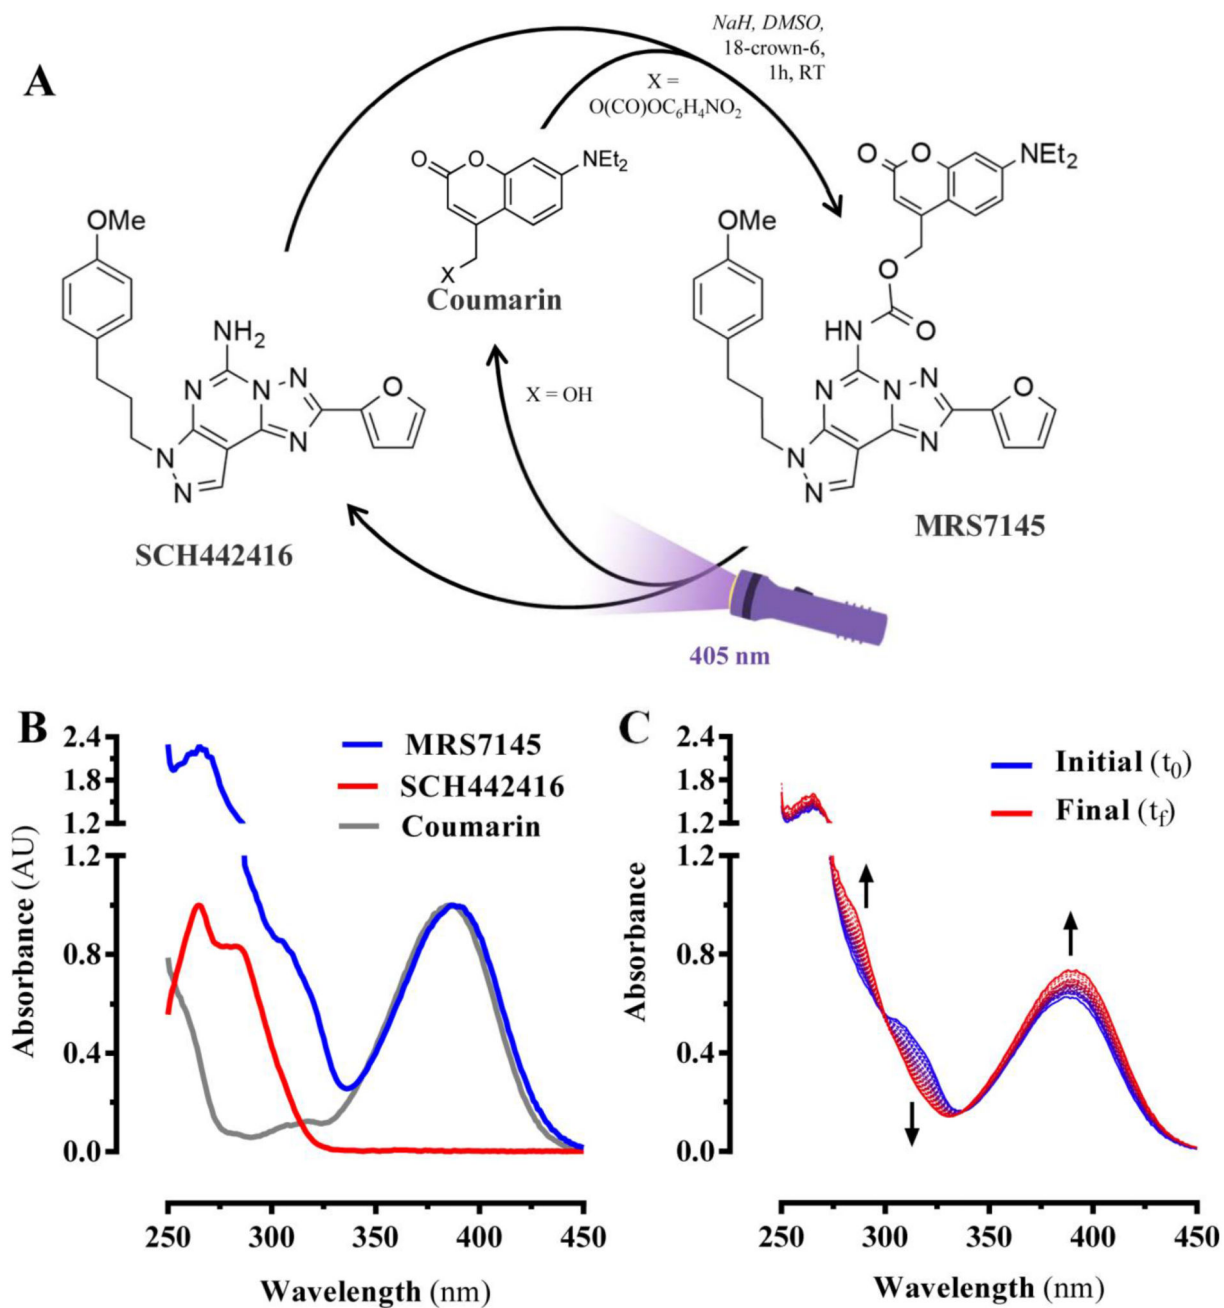 A
NaH, DMSO,
18-crown-6,
1h, RT
X =
O(CO)OC6H4NO2
O
O
NEt2
X
Coumarin
OMe
NH2
N
N
N
N
N
N
O
SCH442416
X = OH
O
O
NEt2
OMe
O
HN
O
N
N
N
N
N
N
O
MRS7145
405 nm
B
MRS7145
SCH442416
Coumarin
2.4
1.8
1.2
1.2
0.8
0.4
0.0
Absorbance (AU)
250 300 350 400 450
Wavelength (nm)
C
Initial (t0)
Final (tf)
2.4
1.8
1.2
1.2
0.8
0.4
0.0
Absorbance
250 300 350 400 450
Wavelength (nm)